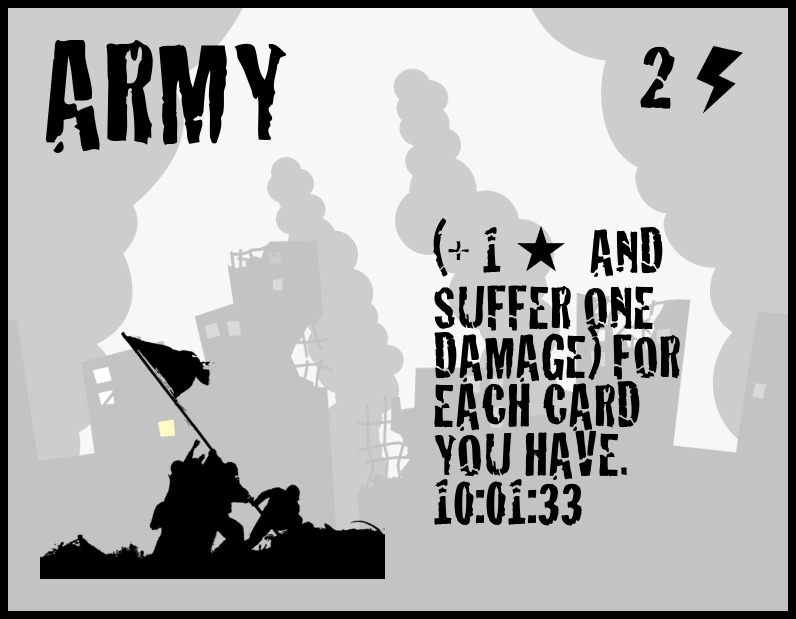 ARMY
2
(+ 1 ★ AND
SUFFER ONE
DAMAGE) FOR
EACH CARD
YOU HAVE.
10:01:33